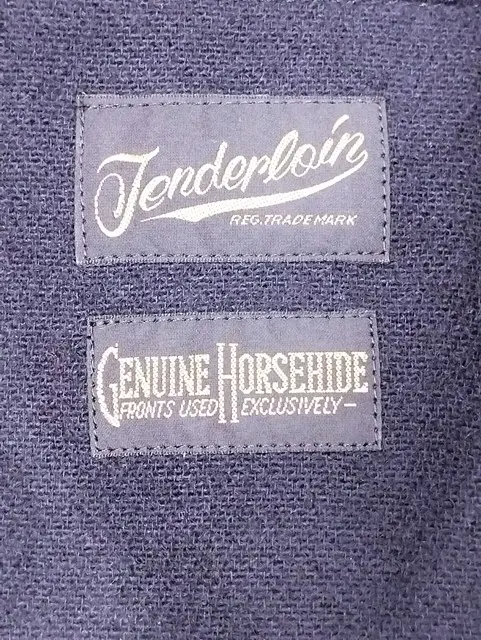 Tenderloin
REG. TRADE MARK
GENUINE HORSEHIDE
FRONTS USED EXCLUSIVELY –